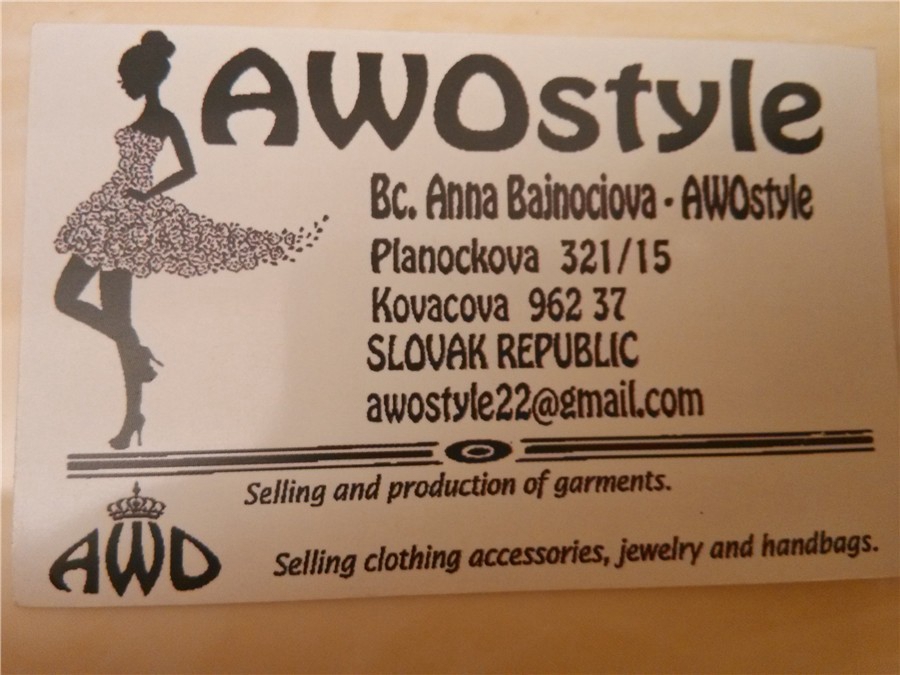 AWOstyle
Bc. Anna Bajnociova - AWOstyle
Planockova 321/15
Kovacova 962 37
SLOVAK REPUBLIC
awostyle22@gmail.com
Selling and production of garments.
AWO
Selling clothing accessories, jewelry and handbags.